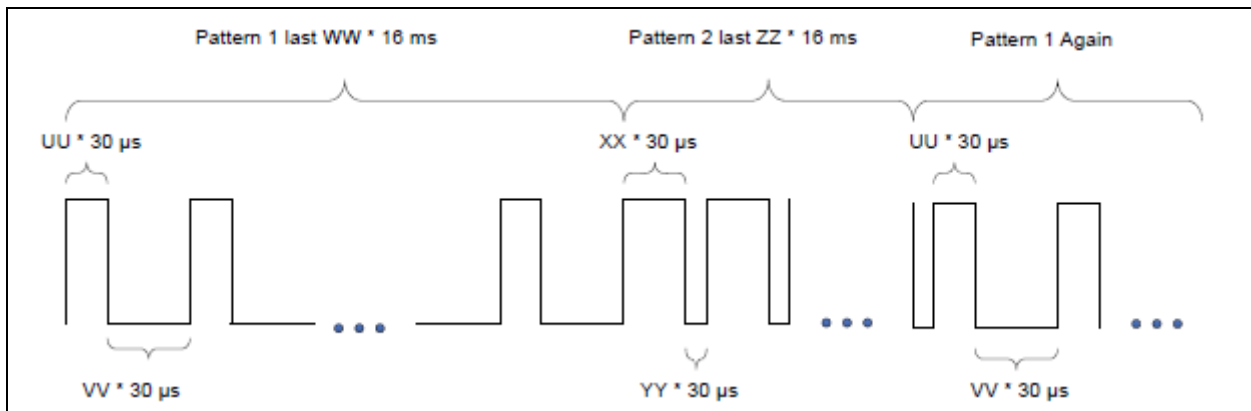 Pattern 1 last WW * 16 ms
Pattern 2 last ZZ * 16 ms
Pattern 1 Again
UU * 30 µs
XX * 30 µs
UU * 30 µs
VV * 30 µs
YY * 30 µs
VV * 30 µs